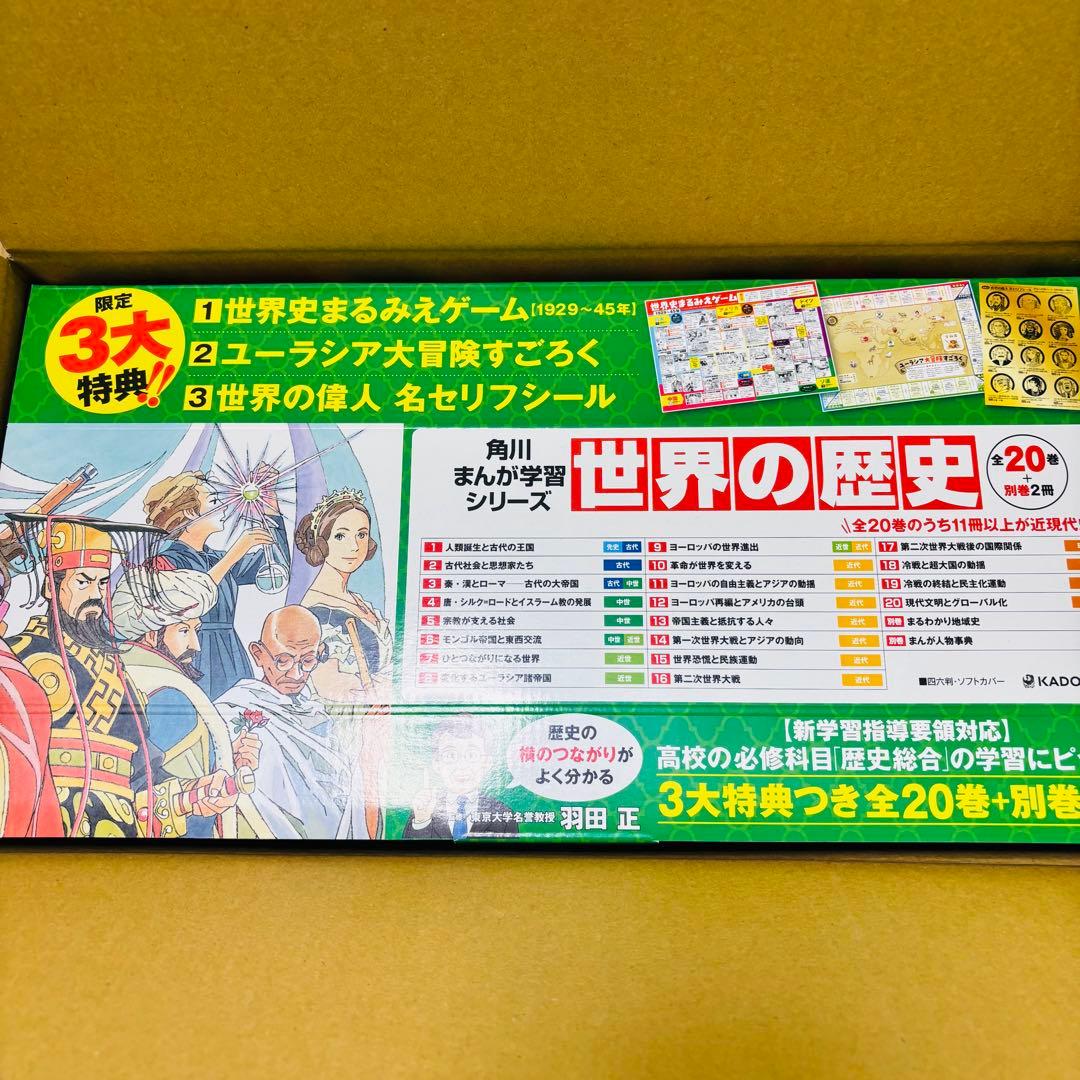 限定
3大
特典!!
1 世界史まるみえゲーム【1929～45年】
2 ユーラシア大冒険すごろく
3 世界の偉人 名セリフシール
世界史まるみえゲーム
ユーラシア大冒険すごろく
角川
まんが学習
シリーズ
世界の歴史
全20巻
+
別巻2冊
\全20巻のうち11冊以上が近現代
1 人類誕生と古代の王国 先史 古代
2 古代社会と思想家たち 古代
3 秦・漢とローマ――古代の大帝国 古代 中世
4 唐・シルク=ロードとイスラーム教の発展 中世
5 宗教が支える社会 中世
6 モンゴル帝国と東西交流 中世 近世
7 ひとつながりになる世界 近世
8 変化するユーラシア諸帝国 近世
9 ヨーロッパの世界進出 近世 近代
10 革命が世界を変える 近代
11 ヨーロッパの自由主義とアジアの動揺 近代
12 ヨーロッパ再編とアメリカの台頭 近代
13 帝国主義と抵抗する人々 近代
14 第一次世界大戦とアジアの動向 近代
15 世界恐慌と民族運動 近代
16 第二次世界大戦 近代
17 第二次世界大戦後の国際関係
18 冷戦と超大国の動揺
19 冷戦の終結と民主化運動
20 現代文明とグローバル化
別巻 まるわかり地域史
別巻 まんが人物事典
■四六判・ソフトカバー
KADO
歴史の
横のつながりが
よく分かる
東京大学名誉教授 羽田 正
【新学習指導要領対応】
高校の必修科目「歴史総合」の学習にピ
3大特典つき全20巻+別巻